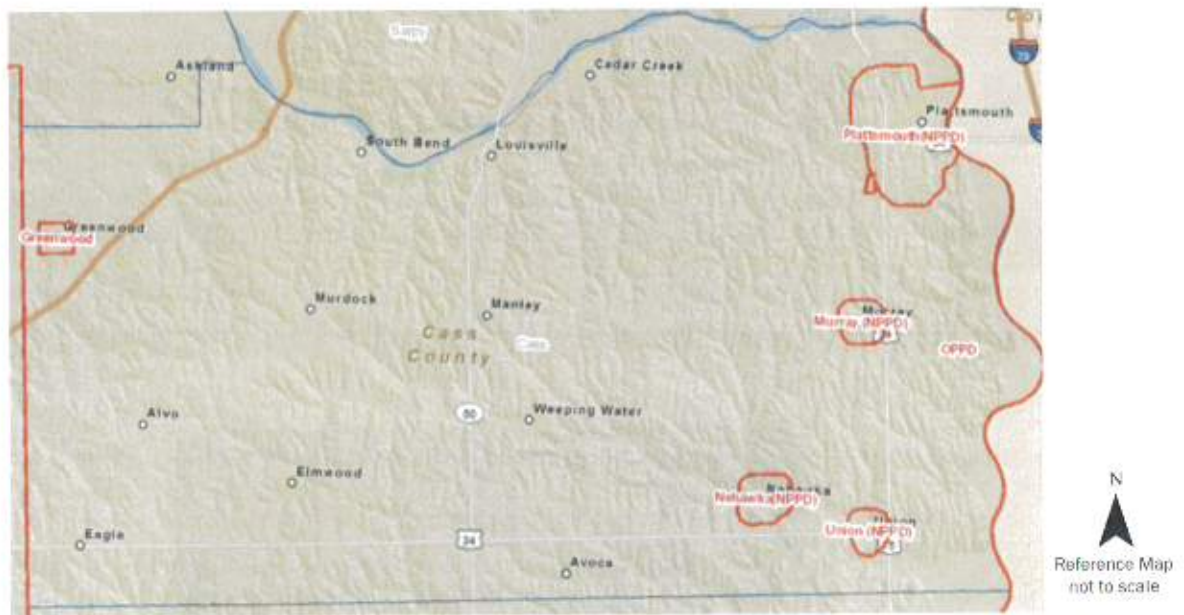 Ashland
Cedar Creek
Plattsmouth
Plattsmouth(NPPD)
South Bend
Louisville
Greenwood
Greenwood
Murdock
Manley
Murray
Murray (NPPD)
Cass
County
Cass
OPPD
Alvo
50
Weeping Water
Elmwood
Nehawka
Nehawka(NPPD)
Union
Union (NPPD)
Eagle
34
Avoca
N
Reference Map
not to scale